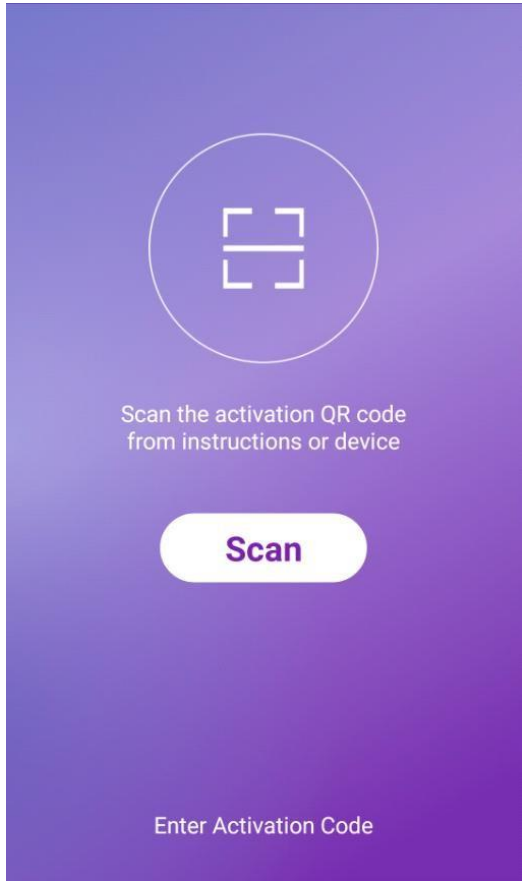 Scan the activation QR code
from instructions or device
Scan
Enter Activation Code